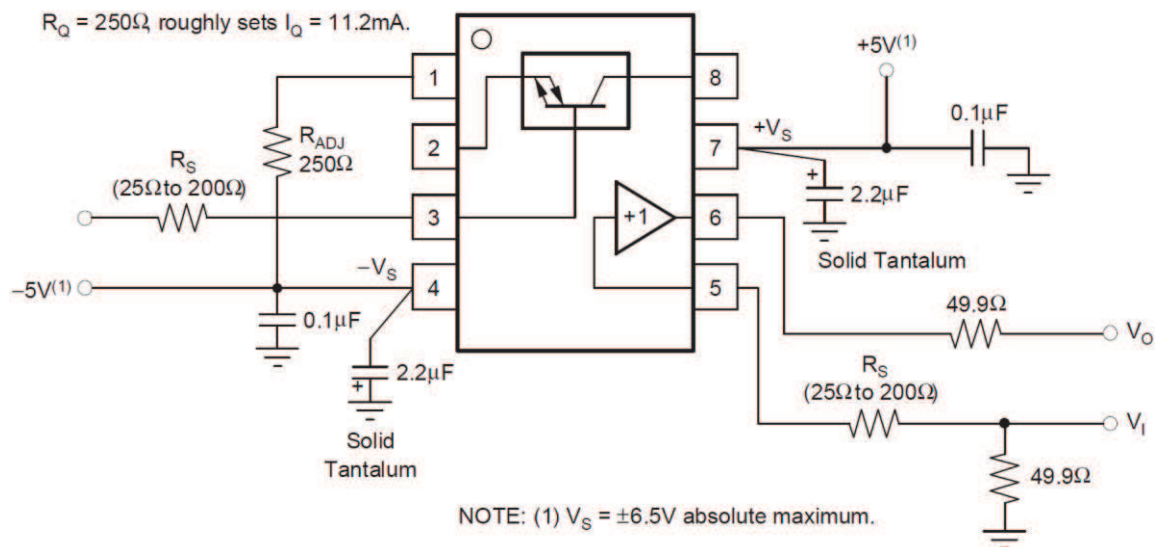 R_Q = 250Ω, roughly sets I_Q = 11.2mA.
+5V(1)
1
8
R_ADJ
250Ω
+V_S
0.1μF
2
7
R_S
(25Ω to 200Ω)
+
2.2μF
3
+1
6
Solid Tantalum
−V_S
−5V(1)
4
5
0.1μF
49.9Ω
V_O
+
2.2μF
R_S
(25Ω to 200Ω)
V_I
Solid
Tantalum
49.9Ω
NOTE: (1) V_S = ±6.5V absolute maximum.